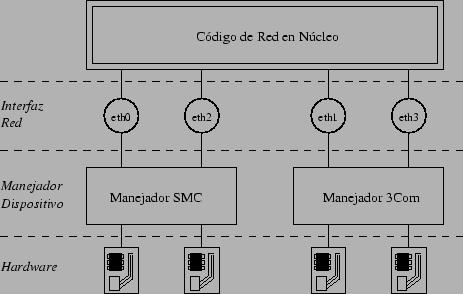 Código de Red en Núcleo
Interfaz
Red
eth0
eth2
eth1
eth3
Manejador
Dispositivo
Manejador SMC
Manejador 3Com
Hardware